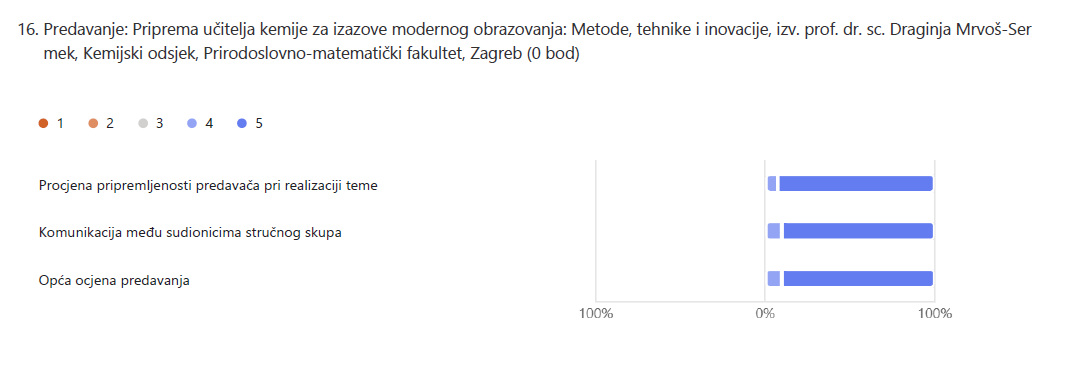 16. Predavanje: Priprema učitelja kemije za izazove modernog obrazovanja: Metode, tehnike i inovacije, izv. prof. dr. sc. Draginja Mrvoš-Ser
mek, Kemijski odsjek, Prirodoslovno-matematički fakultet, Zagreb (0 bod)
1 2 3 4 5
Procjena pripremljenosti predavača pri realizaciji teme
Komunikacija među sudionicima stručnog skupa
Opća ocjena predavanja
100% 0% 100%